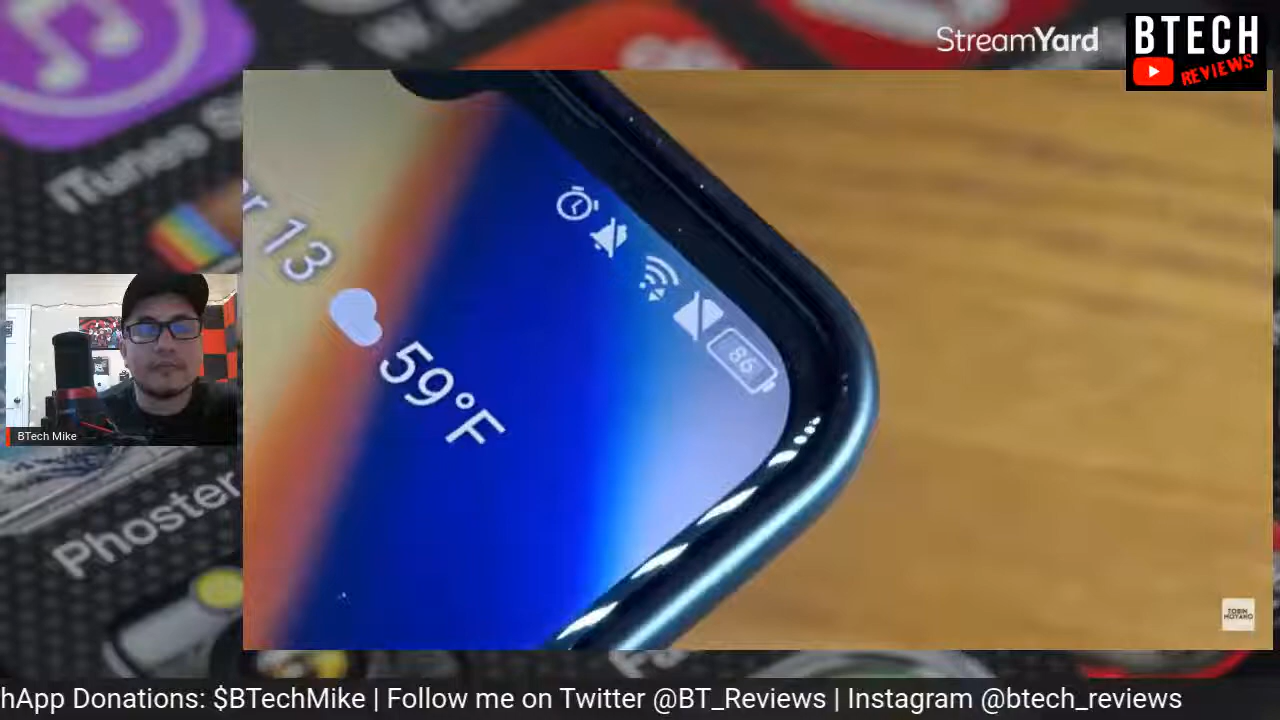 iTunes S
StreamYard
BTECH
REVIEWS
r 13
59°F
86
BTech Mike
Phoster
TOBIN
hApp Donations: $BTechMike | Follow me on Twitter @BT_Reviews | Instagram @btech_reviews